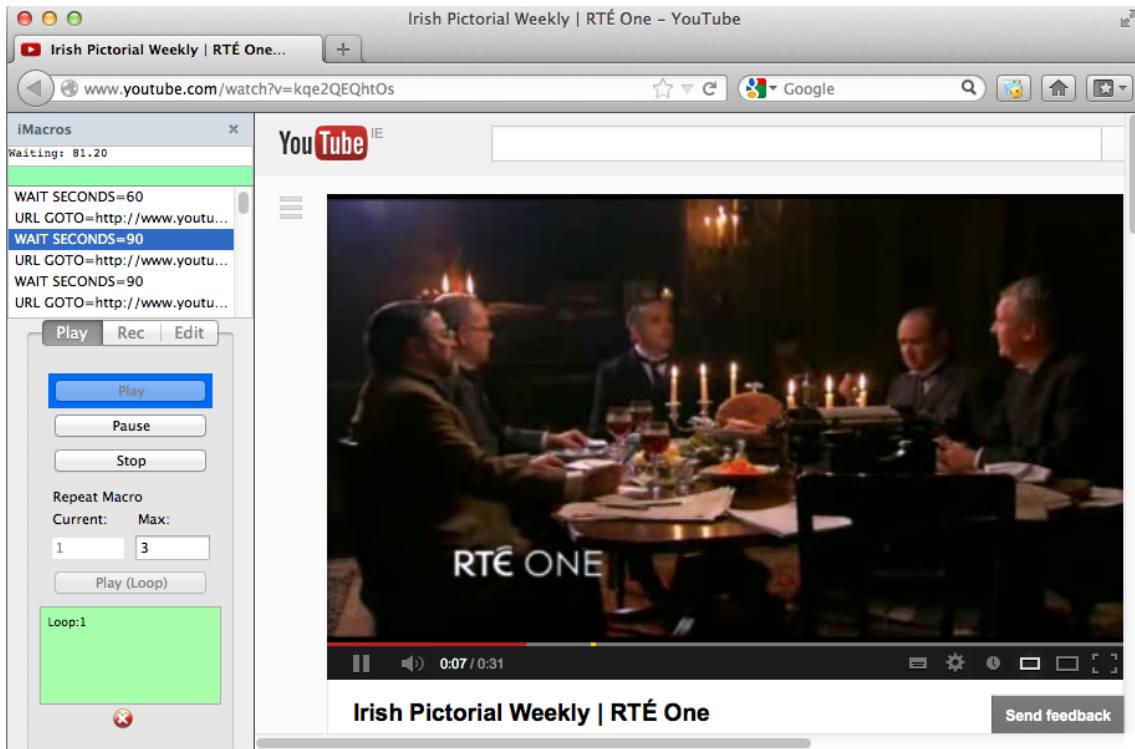 Irish Pictorial Weekly | RTÉ One – YouTube
Irish Pictorial Weekly | RTÉ One...
www.youtube.com/watch?v=kqe2QEQhtOs
Google
iMacros
Waiting: 81.20
WAIT SECONDS=60
URL GOTO=http://www.youtu...
WAIT SECONDS=90
URL GOTO=http://www.youtu...
WAIT SECONDS=90
URL GOTO=http://www.youtu...
Play Rec Edit
Play
Pause
Stop
Repeat Macro
Current: Max:
1 3
Play (Loop)
Loop:1
YouTube IE
RTÉ ONE
0:07 / 0:31
Irish Pictorial Weekly | RTÉ One
Send feedback